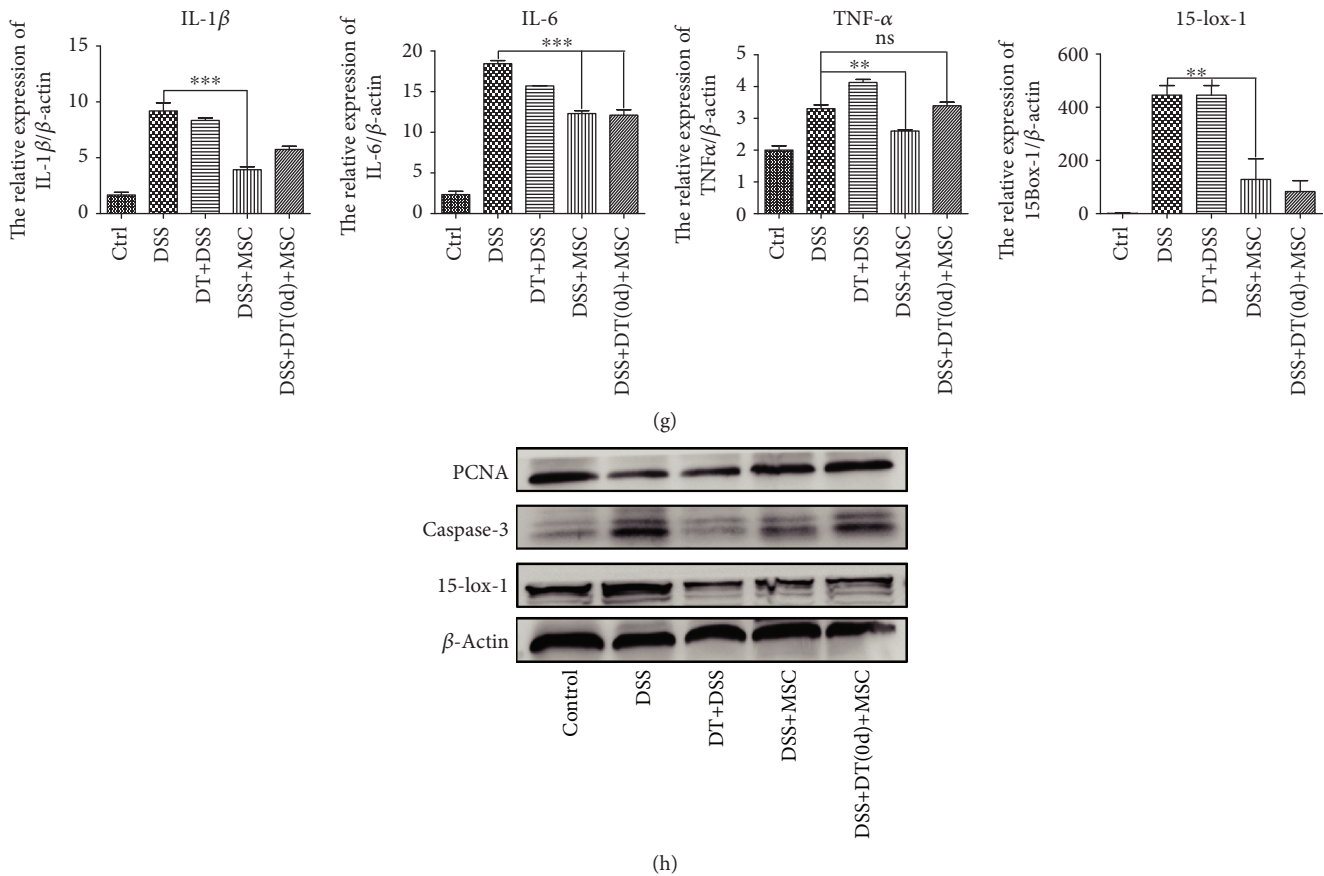 IL-1β
The relative expression of
IL-1β/β-actin
15
10
5
0
***
Ctrl
DSS
DT+DSS
DSS+MSC
DSS+DT(0d)+MSC
IL-6
The relative expression of
IL-6/β-actin
20
15
10
5
0
***
Ctrl
DSS
DT+DSS
DSS+MSC
DSS+DT(0d)+MSC
TNF-α
The relative expression of
TNFα/β-actin
5
4
3
2
1
0
ns
**
Ctrl
DSS
DT+DSS
DSS+MSC
DSS+DT(0d)+MSC
15-lox-1
The relative expression of
15Box-1/β-actin
600
400
200
0
**
Ctrl
DSS
DT+DSS
DSS+MSC
DSS+DT(0d)+MSC
(g)
PCNA
Caspase-3
15-lox-1
β-Actin
Control
DSS
DT+DSS
DSS+MSC
DSS+DT(0d)+MSC
(h)